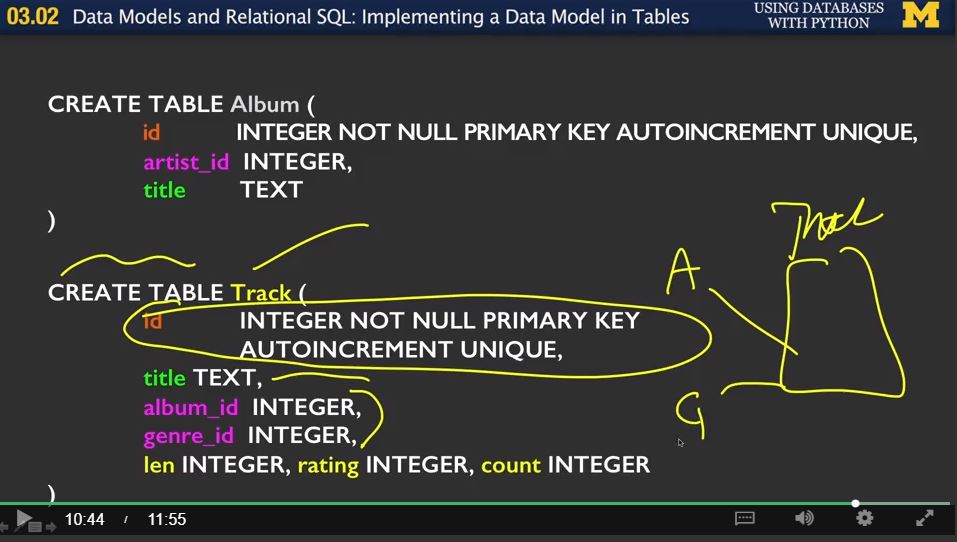 03.02 Data Models and Relational SQL: Implementing a Data Model in Tables
USING DATABASES
WITH PYTHON
M
CREATE TABLE Album (
id INTEGER NOT NULL PRIMARY KEY AUTOINCREMENT UNIQUE,
artist_id INTEGER,
title TEXT
)
Track
A
CREATE TABLE Track (
id INTEGER NOT NULL PRIMARY KEY
AUTOINCREMENT UNIQUE,
title TEXT,
album_id INTEGER,
G
genre_id INTEGER,
len INTEGER, rating INTEGER, count INTEGER
)
10:44 / 11:55